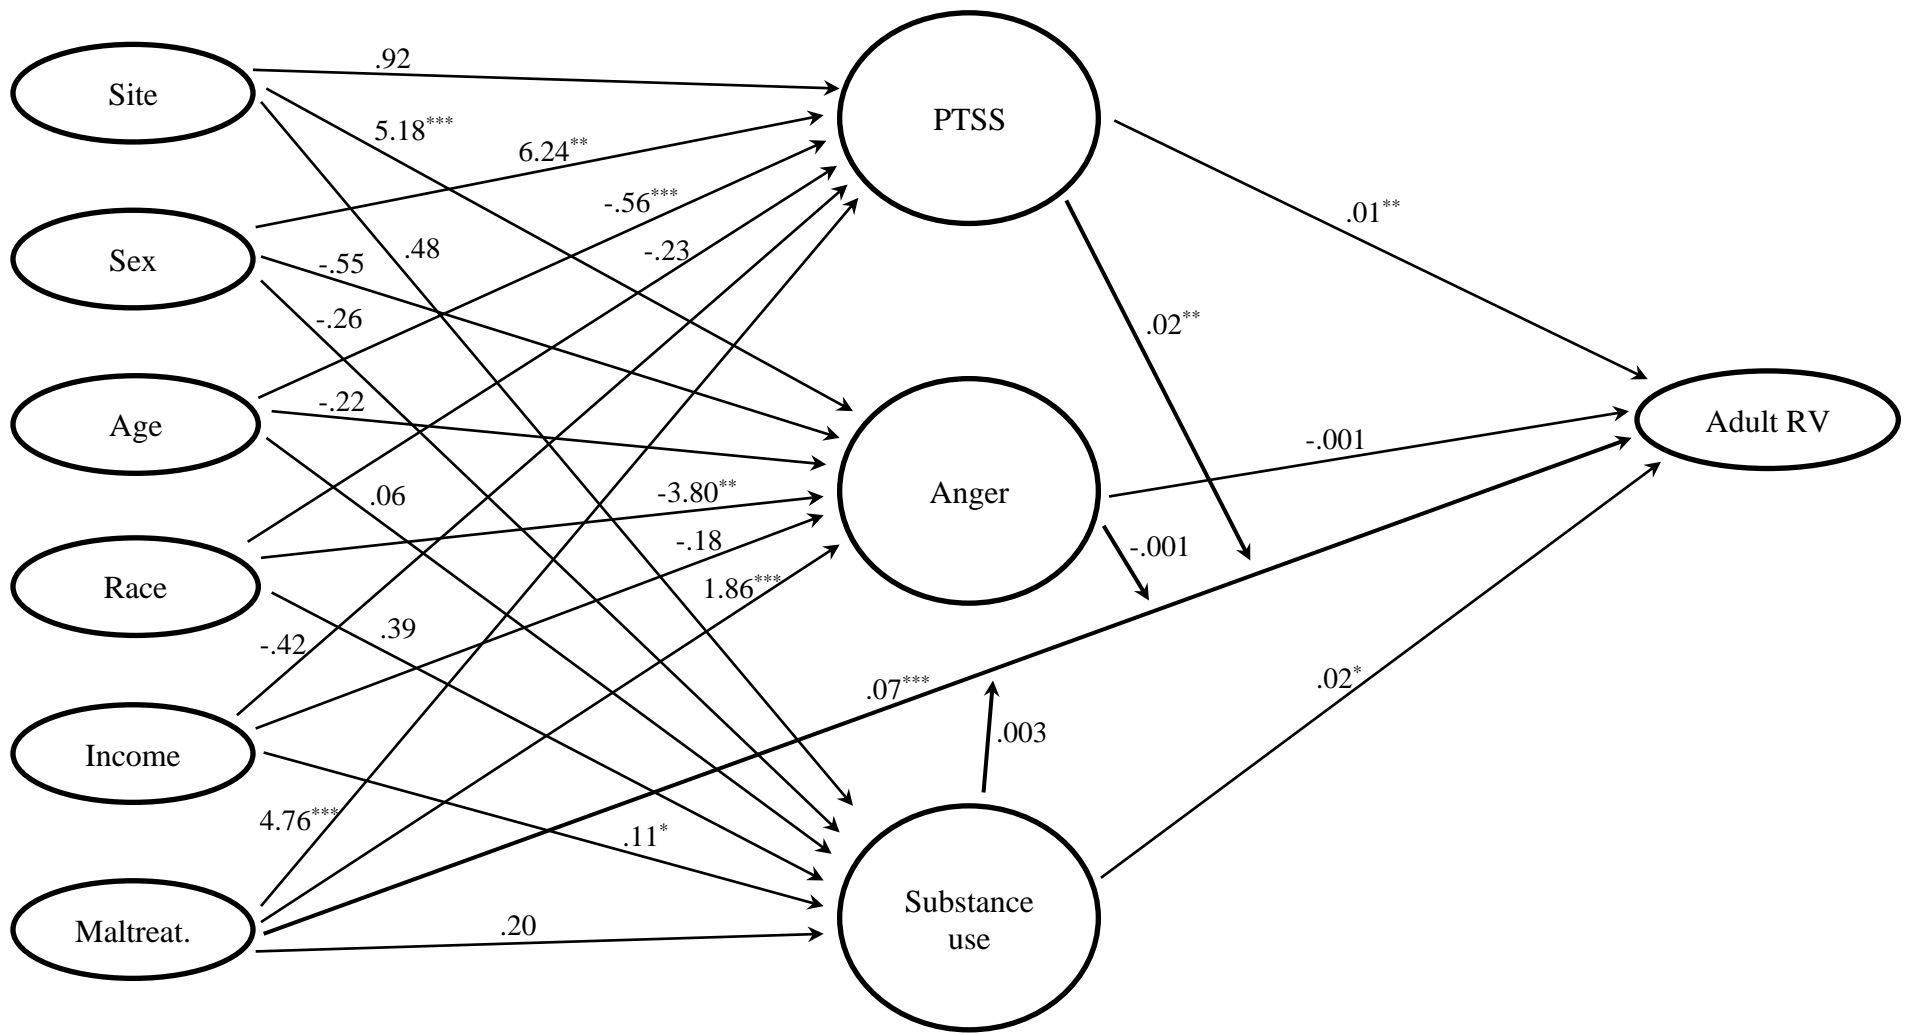 Site
Sex
Age
Race
Income
Maltreat.
PTSS
Anger
Substance
use
Adult RV
.92
5.18***
.48
6.24**
-.55
-.26
-.56***
-.22
.06
-.23
-3.80**
.39
-.42
-.18
.11*
4.76***
1.86***
.07***
.20
.01**
.02**
-.001
-.001
.003
.02*